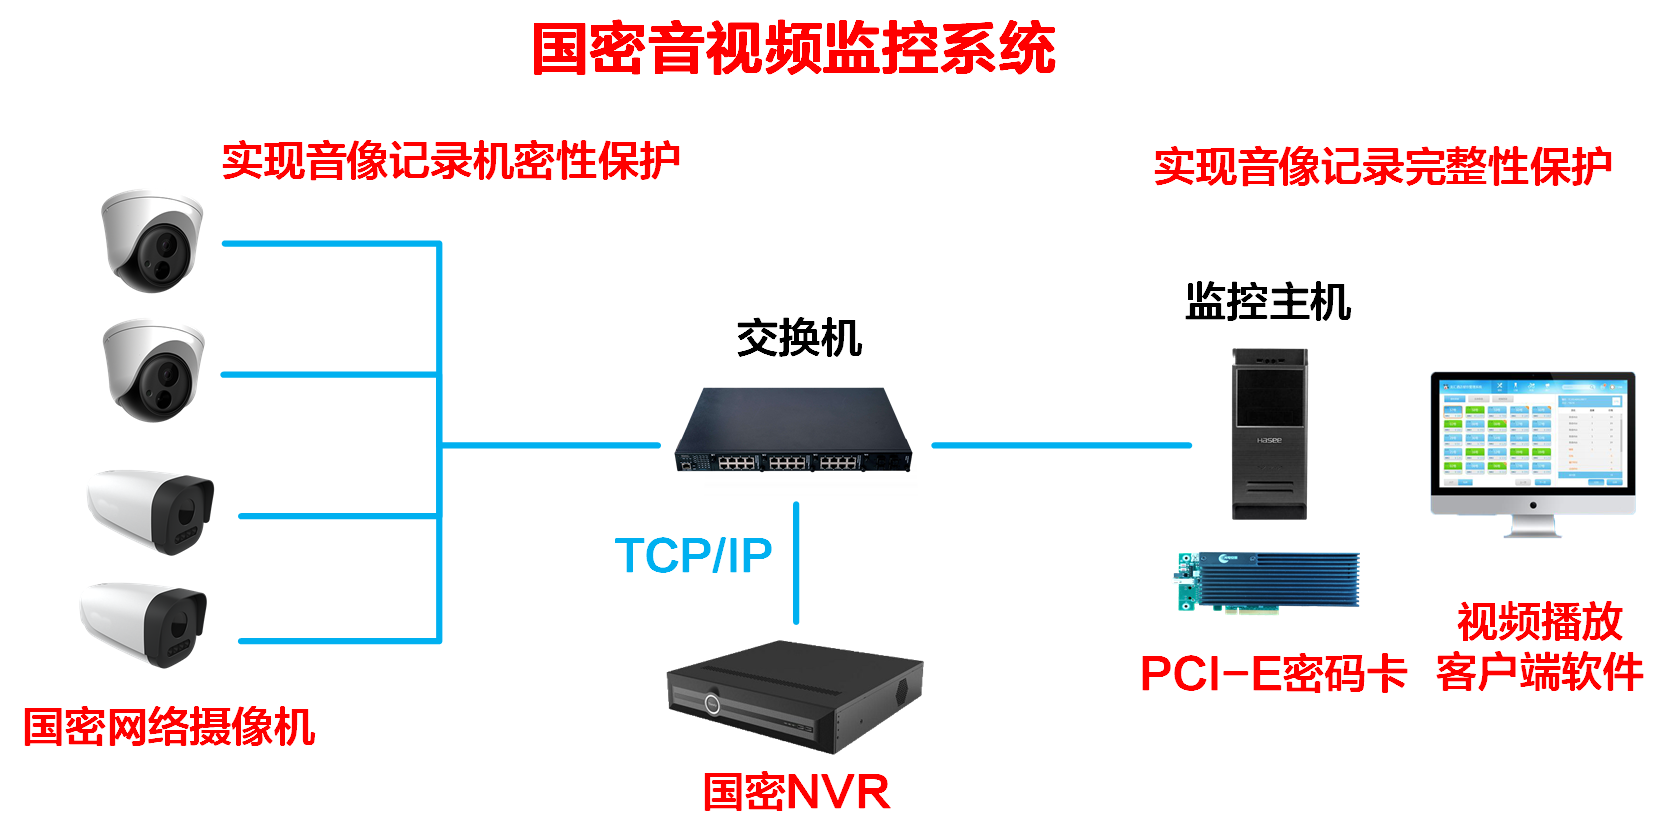 国密音视频监控系统
实现音像记录机密性保护
实现音像记录完整性保护
监控主机
交换机
Hasee
TCP/IP
视频播放
客户端软件
PCI-E密码卡
国密网络摄像机
国密NVR